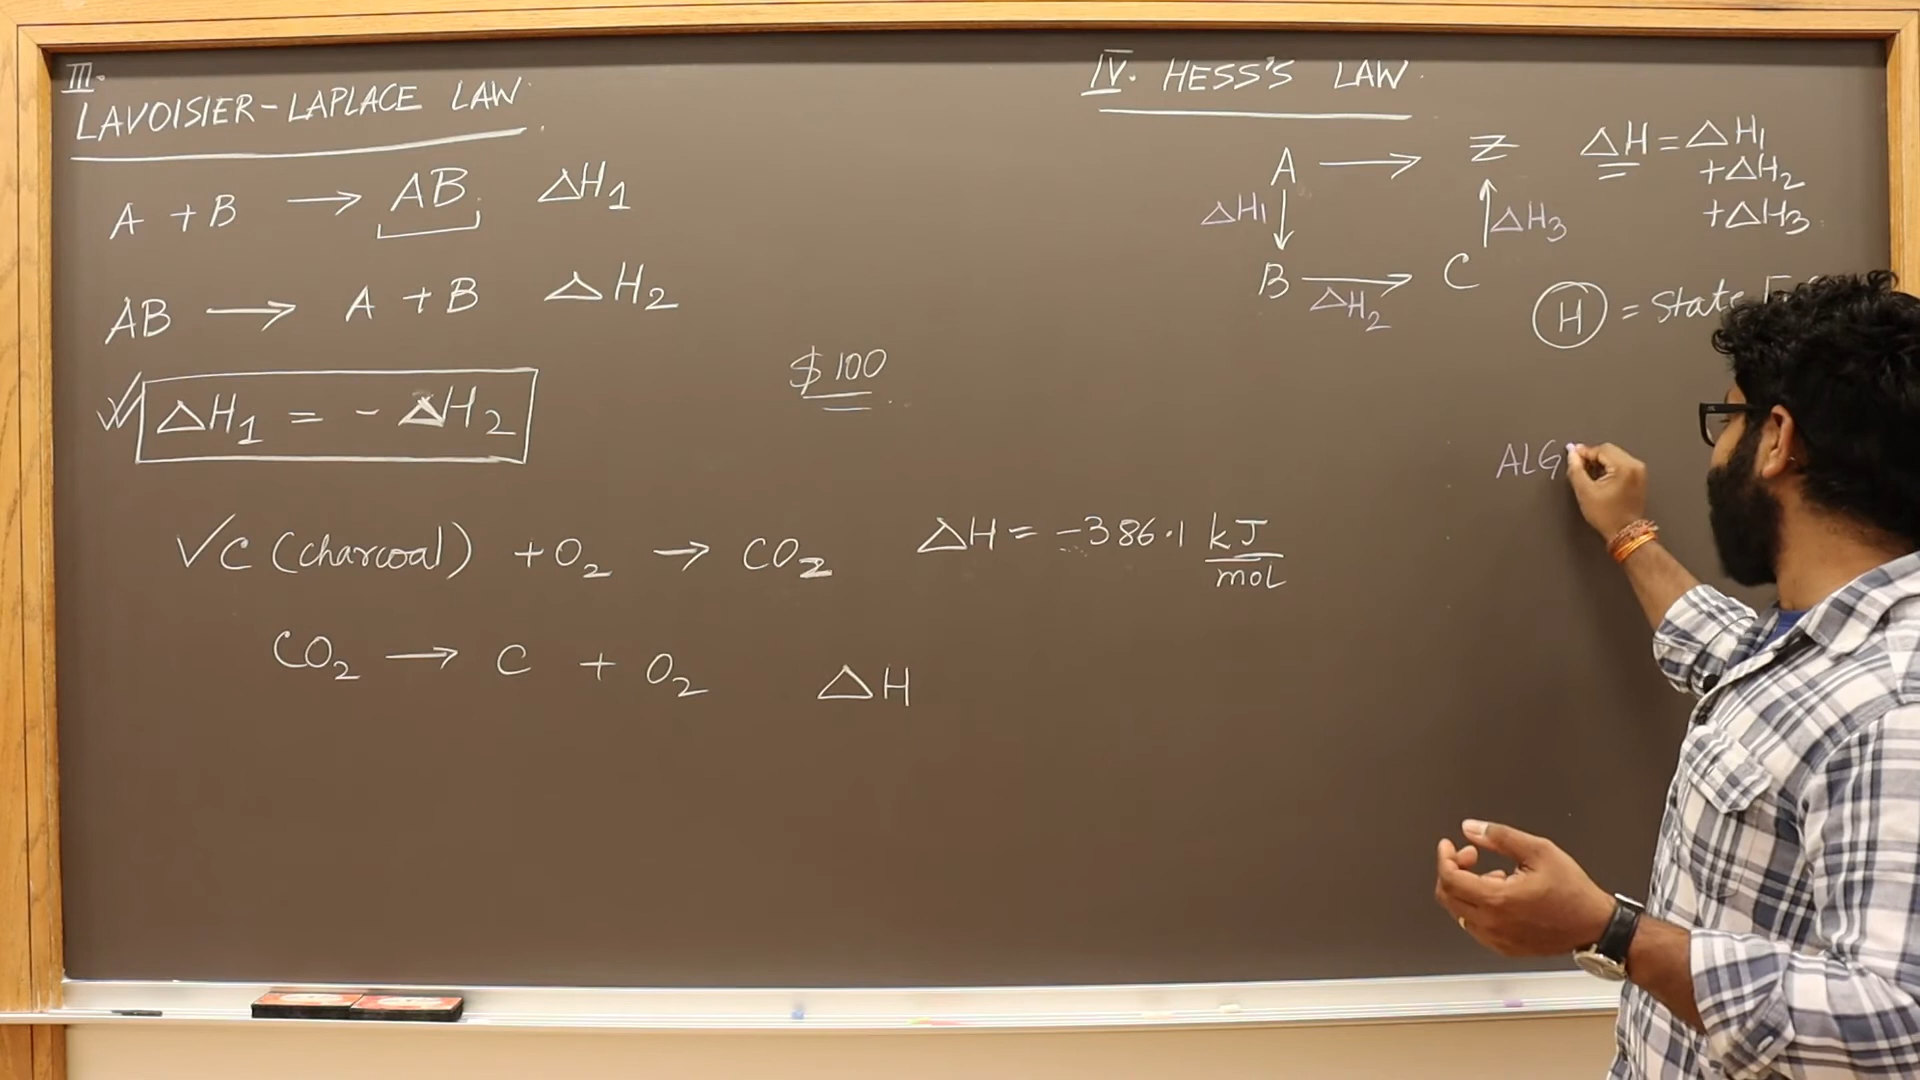 III.
LAVOISIER-LAPLACE LAW.
A + B → AB ΔH₁
AB → A + B ΔH₂
ΔH₁ = - ΔH₂
$100
✓C (charcoal) + O₂ → CO₂ ΔH = -386.1 kJ/mol
CO₂ → C + O₂ ΔH
IV. HESS'S LAW.
A → Z ΔH = ΔH₁
+ΔH₂
+ΔH₃
ΔH₁ ↓ ↑ ΔH₃
B → C
ΔH₂
H = State
ALG